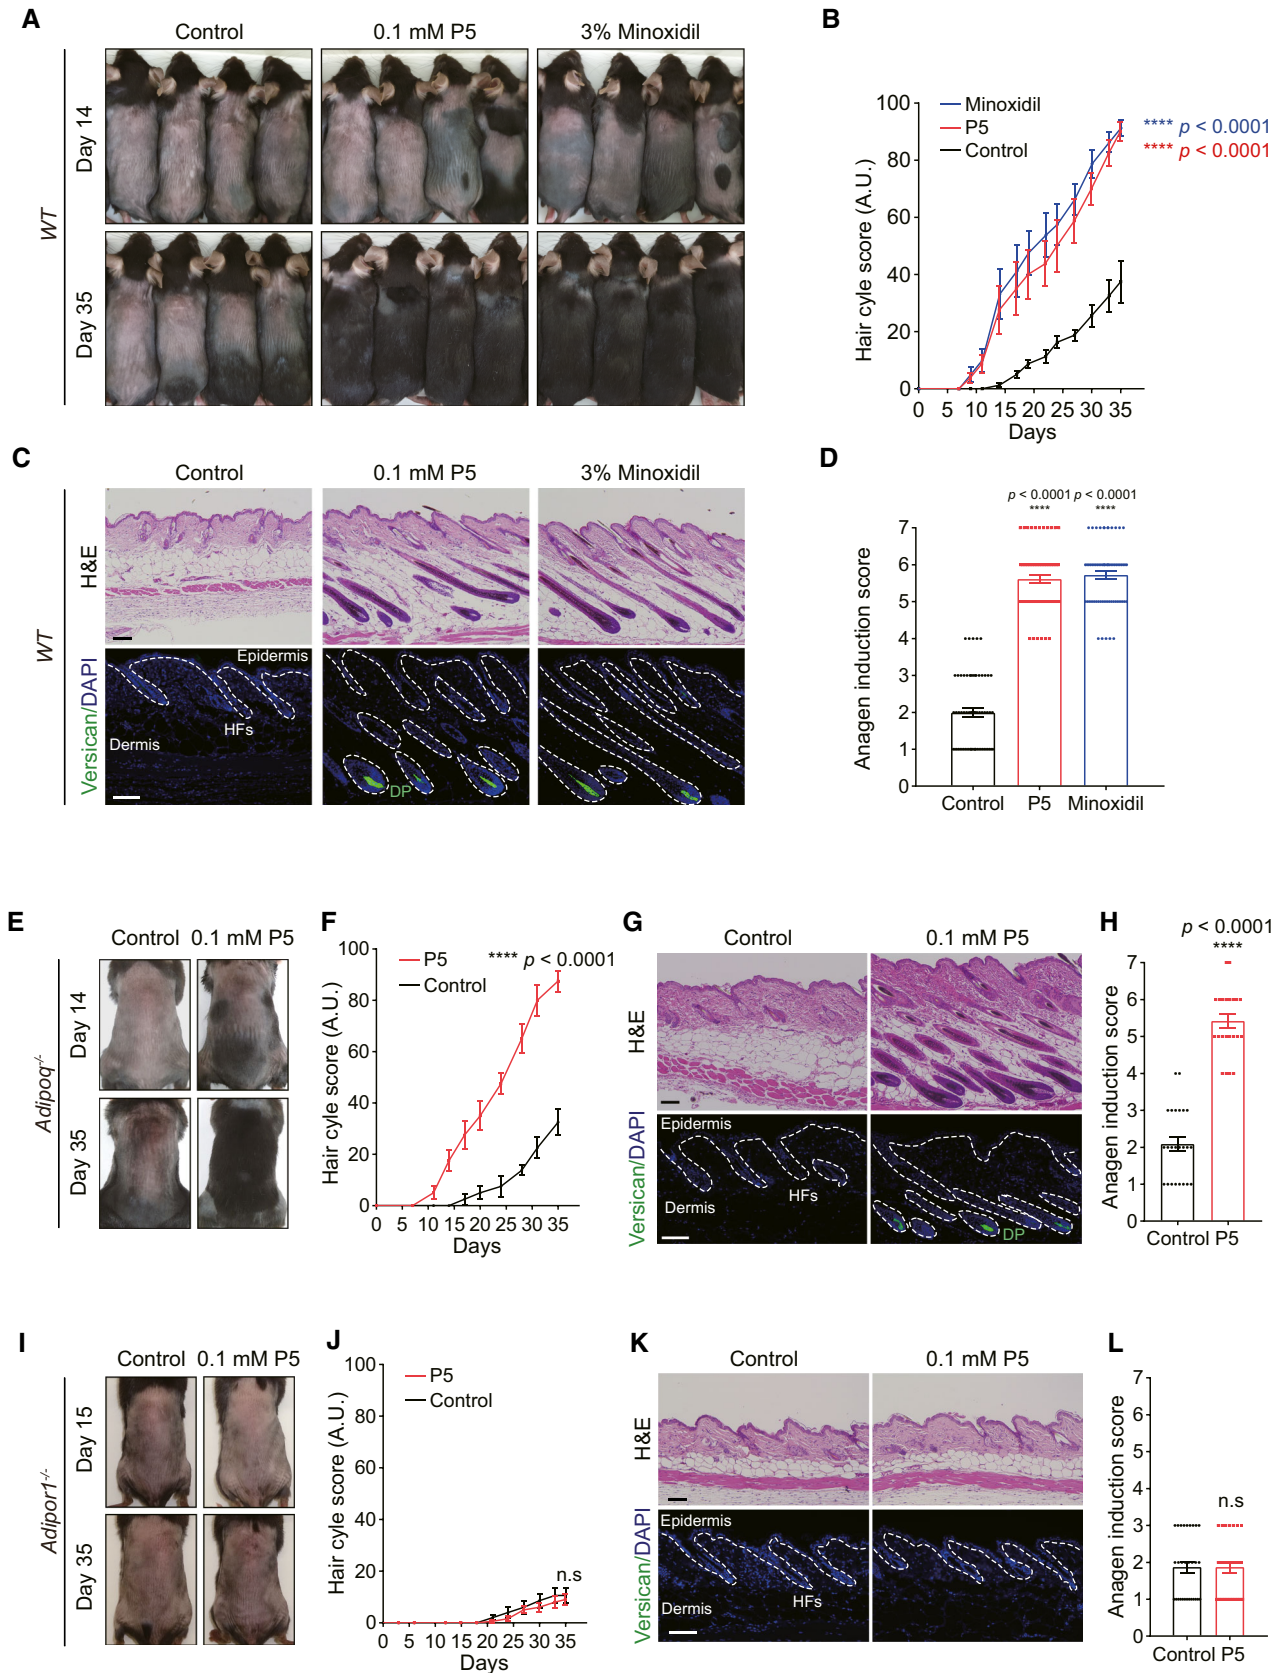 A
Control
0.1 mM P5
3% Minoxidil
WT
Day 14
Day 35
B
Hair cyle score (A.U.)
100
80
60
40
20
0
Minoxidil
P5
Control
**** p < 0.0001
**** p < 0.0001
0 5 10 15 20 25 30 35
Days
C
Control
0.1 mM P5
3% Minoxidil
WT
H&E
Versican/DAPI
Epidermis
HFs
Dermis
DP
D
p < 0.0001 p < 0.0001
**** ****
Anagen induction score
7
6
5
4
3
2
1
0
Control P5 Minoxidil
E
Control 0.1 mM P5
Adipoq-/-
Day 14
Day 35
F
Hair cyle score (A.U.)
100
80
60
40
20
0
P5
Control
**** p < 0.0001
0 5 10 15 20 25 30 35
Days
G
Control
0.1 mM P5
H&E
Versican/DAPI
Epidermis
Dermis
HFs
DP
H
p < 0.0001
****
Anagen induction score
7
6
5
4
3
2
1
0
Control P5
I
Control 0.1 mM P5
Adipor1-/-
Day 15
Day 35
J
Hair cyle score (A.U.)
100
80
60
40
20
0
P5
Control
n.s
0 5 10 15 20 25 30 35
Days
K
Control
0.1 mM P5
H&E
Versican/DAPI
Epidermis
Dermis
HFs
L
Anagen induction score
7
6
5
4
3
2
1
0
n.s
Control P5